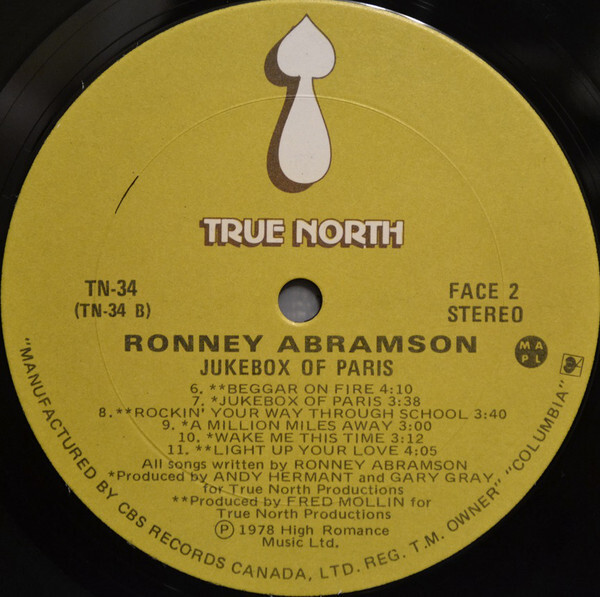 TRUE NORTH
TN-34
(TN-34 B)
FACE 2
STEREO
RONNEY ABRAMSON
JUKEBOX OF PARIS
M A
P L
6. **BEGGAR ON FIRE 4:10
7. *JUKEBOX OF PARIS 3:38
8. **ROCKIN' YOUR WAY THROUGH SCHOOL 3:40
9. *A MILLION MILES AWAY 3:00
10. *WAKE ME THIS TIME 3:12
11. **LIGHT UP YOUR LOVE 4:05
All songs written by RONNEY ABRAMSON
*Produced by ANDY HERMANT and GARY GRAY,
for True North Productions
**Produced by FRED MOLLIN for
True North Productions
Ⓟ 1978 High Romance
Music Ltd.
"MANUFACTURED BY CBS RECORDS CANADA, LTD. REG. T.M. OWNER" "COLUMBIA"